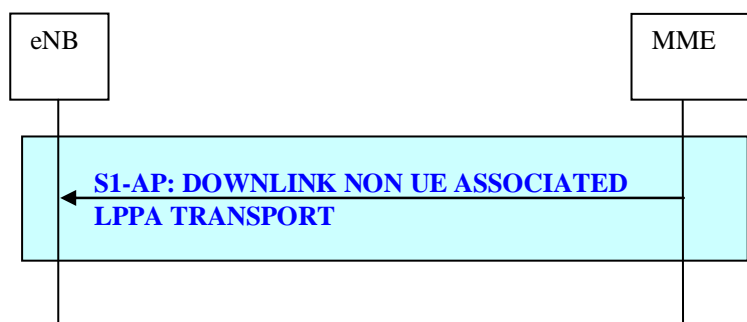 eNB
MME
S1-AP: DOWNLINK NON UE ASSOCIATED
LPPA TRANSPORT